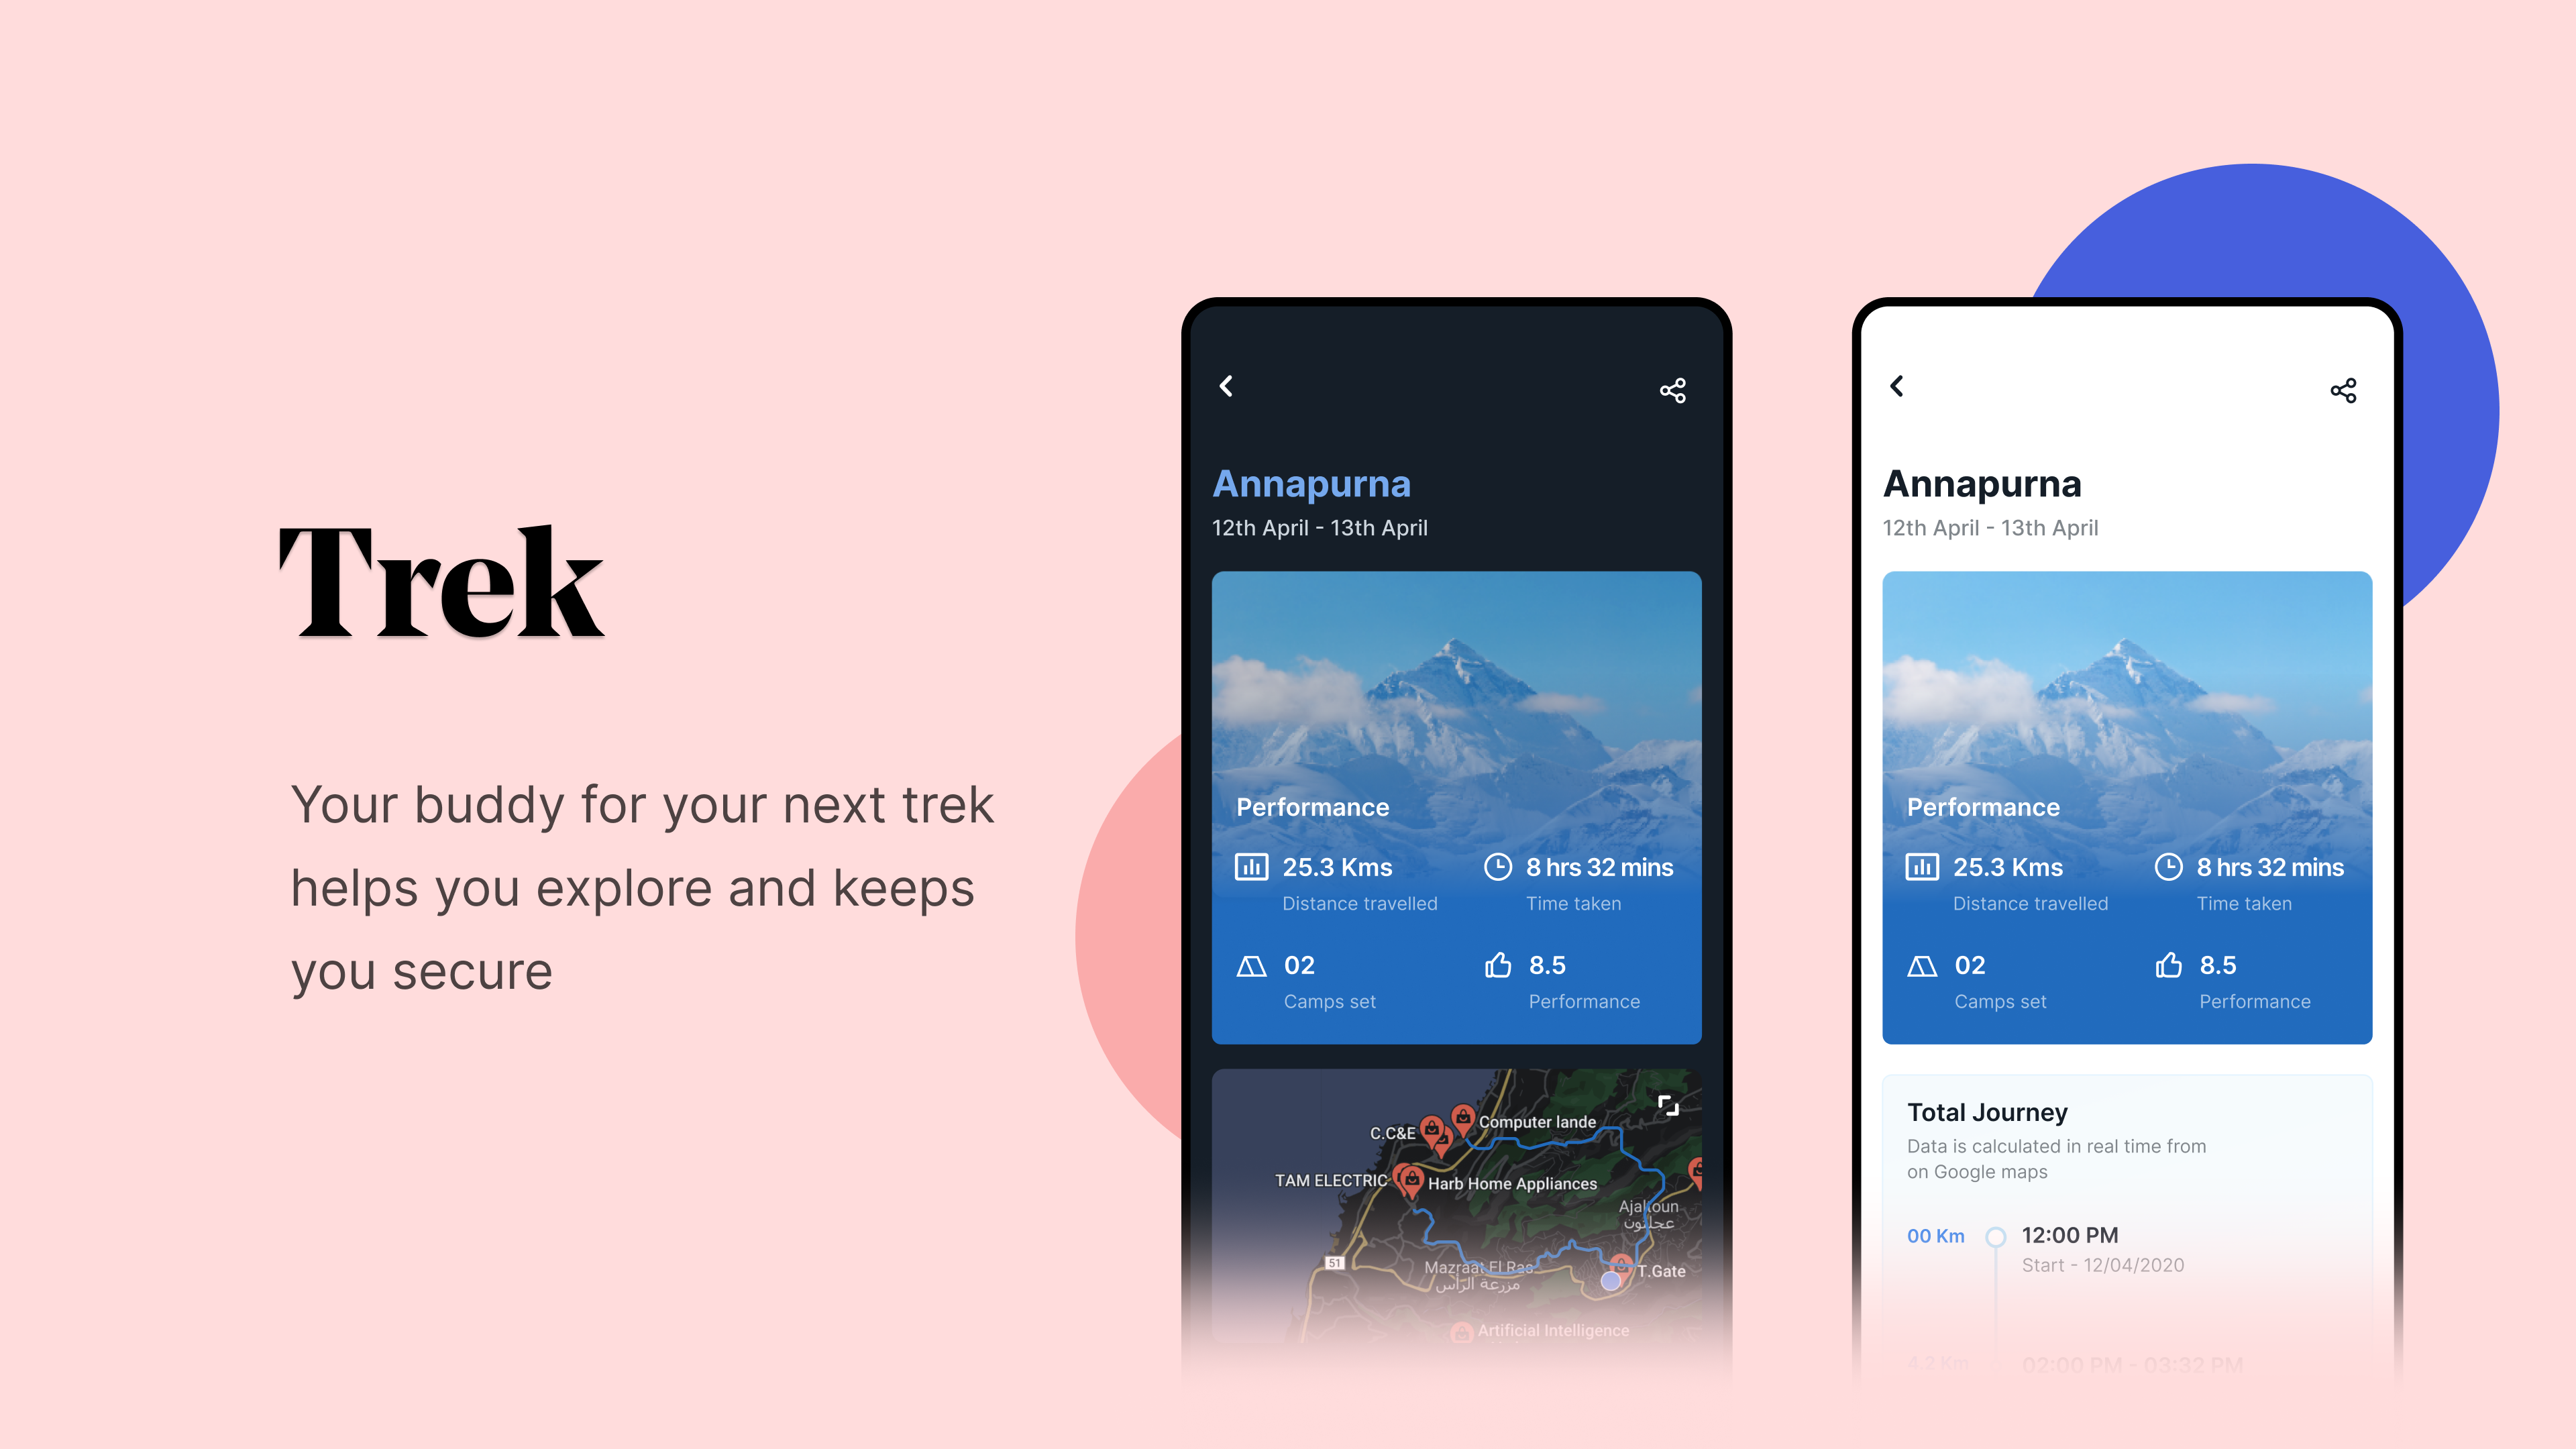 Trek
Your buddy for your next trek
helps you explore and keeps
you secure
Annapurna
12th April - 13th April
Performance
25.3 Kms
Distance travelled
8 hrs 32 mins
Time taken
02
Camps set
8.5
Performance
Computer lande
C.C&E
TAM ELECTRIC
Harb Home Appliances
Ajaltoun
عجلتون
51
Mazraat El Ras
مزرعة الرأس
T.Gate
Artificial Intelligence
Annapurna
12th April - 13th April
Performance
25.3 Kms
Distance travelled
8 hrs 32 mins
Time taken
02
Camps set
8.5
Performance
Total Journey
Data is calculated in real time from
on Google maps
00 Km
12:00 PM
Start - 12/04/2020
4.2 Km
02:00 PM - 03:32 PM